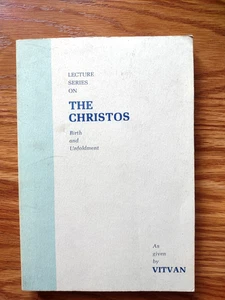 LECTURE
SERIES
ON
THE
CHRISTOS
Birth
and
Unfoldment
As
given
by
VITVAN